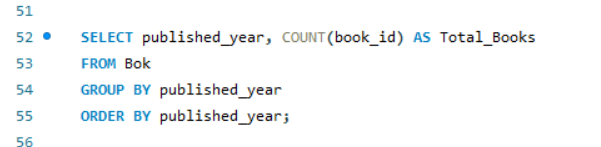 51
52 SELECT published_year, COUNT(book_id) AS Total_Books
53 FROM Bok
54 GROUP BY published_year
55 ORDER BY published_year;
56